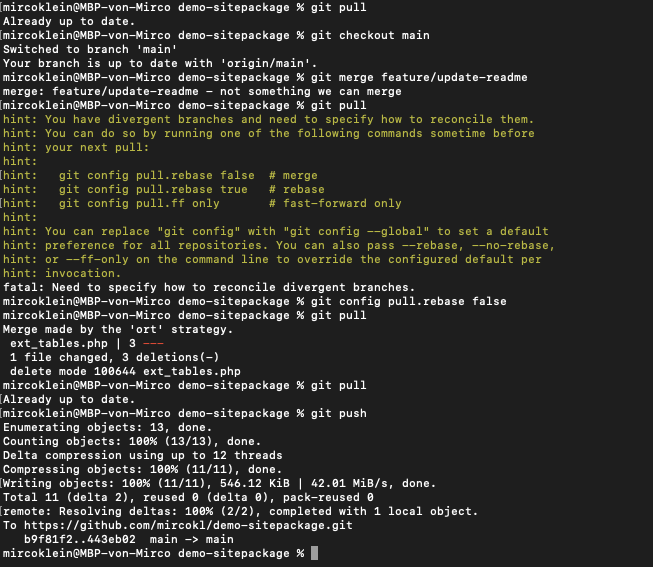 [mircoklein@MBP-von-Mirco demo-sitepackage % git pull
Already up to date.
[mircoklein@MBP-von-Mirco demo-sitepackage % git checkout main
Switched to branch 'main'
Your branch is up to date with 'origin/main'.
mircoklein@MBP-von-Mirco demo-sitepackage % git merge feature/update-readme
merge: feature/update-readme - not something we can merge
[mircoklein@MBP-von-Mirco demo-sitepackage % git pull
hint: You have divergent branches and need to specify how to reconcile them.
hint: You can do so by running one of the following commands sometime before
hint: your next pull:
hint:
[hint:   git config pull.rebase false  # merge
hint:   git config pull.rebase true   # rebase
hint:   git config pull.ff only       # fast-forward only
hint:
hint: You can replace "git config" with "git config --global" to set a default
hint: preference for all repositories. You can also pass --rebase, --no-rebase,
hint: or --ff-only on the command line to override the configured default per
hint: invocation.
fatal: Need to specify how to reconcile divergent branches.
mircoklein@MBP-von-Mirco demo-sitepackage % git config pull.rebase false
mircoklein@MBP-von-Mirco demo-sitepackage % git pull
Merge made by the 'ort' strategy.
 ext_tables.php | 3 ---
 1 file changed, 3 deletions(-)
 delete mode 100644 ext_tables.php
mircoklein@MBP-von-Mirco demo-sitepackage % git pull
[Already up to date.
[mircoklein@MBP-von-Mirco demo-sitepackage % git push
Enumerating objects: 13, done.
Counting objects: 100% (13/13), done.
Delta compression using up to 12 threads
Compressing objects: 100% (11/11), done.
[Writing objects: 100% (11/11), 546.12 KiB | 42.01 MiB/s, done.
Total 11 (delta 2), reused 0 (delta 0), pack-reused 0
[remote: Resolving deltas: 100% (2/2), completed with 1 local object.
To https://github.com/mircokl/demo-sitepackage.git
   b9f81f2..443eb02  main -> main
mircoklein@MBP-von-Mirco demo-sitepackage %